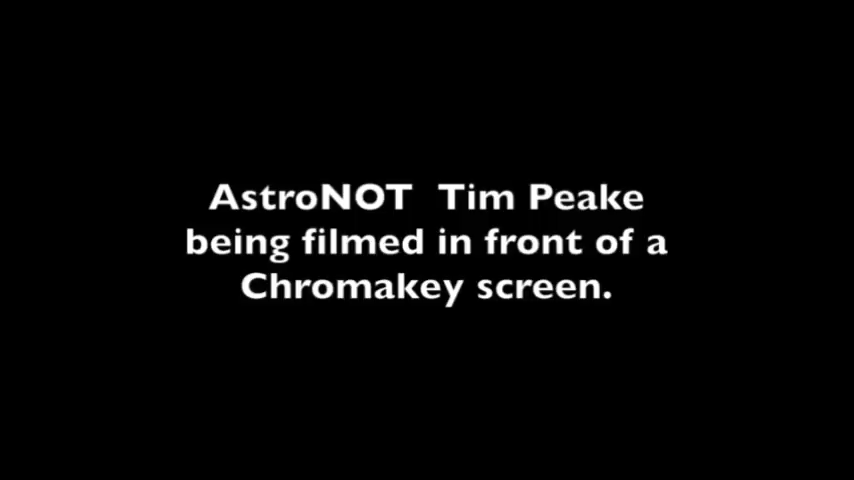 AstroNOT  Tim Peake
being filmed in front of a
Chromakey screen.